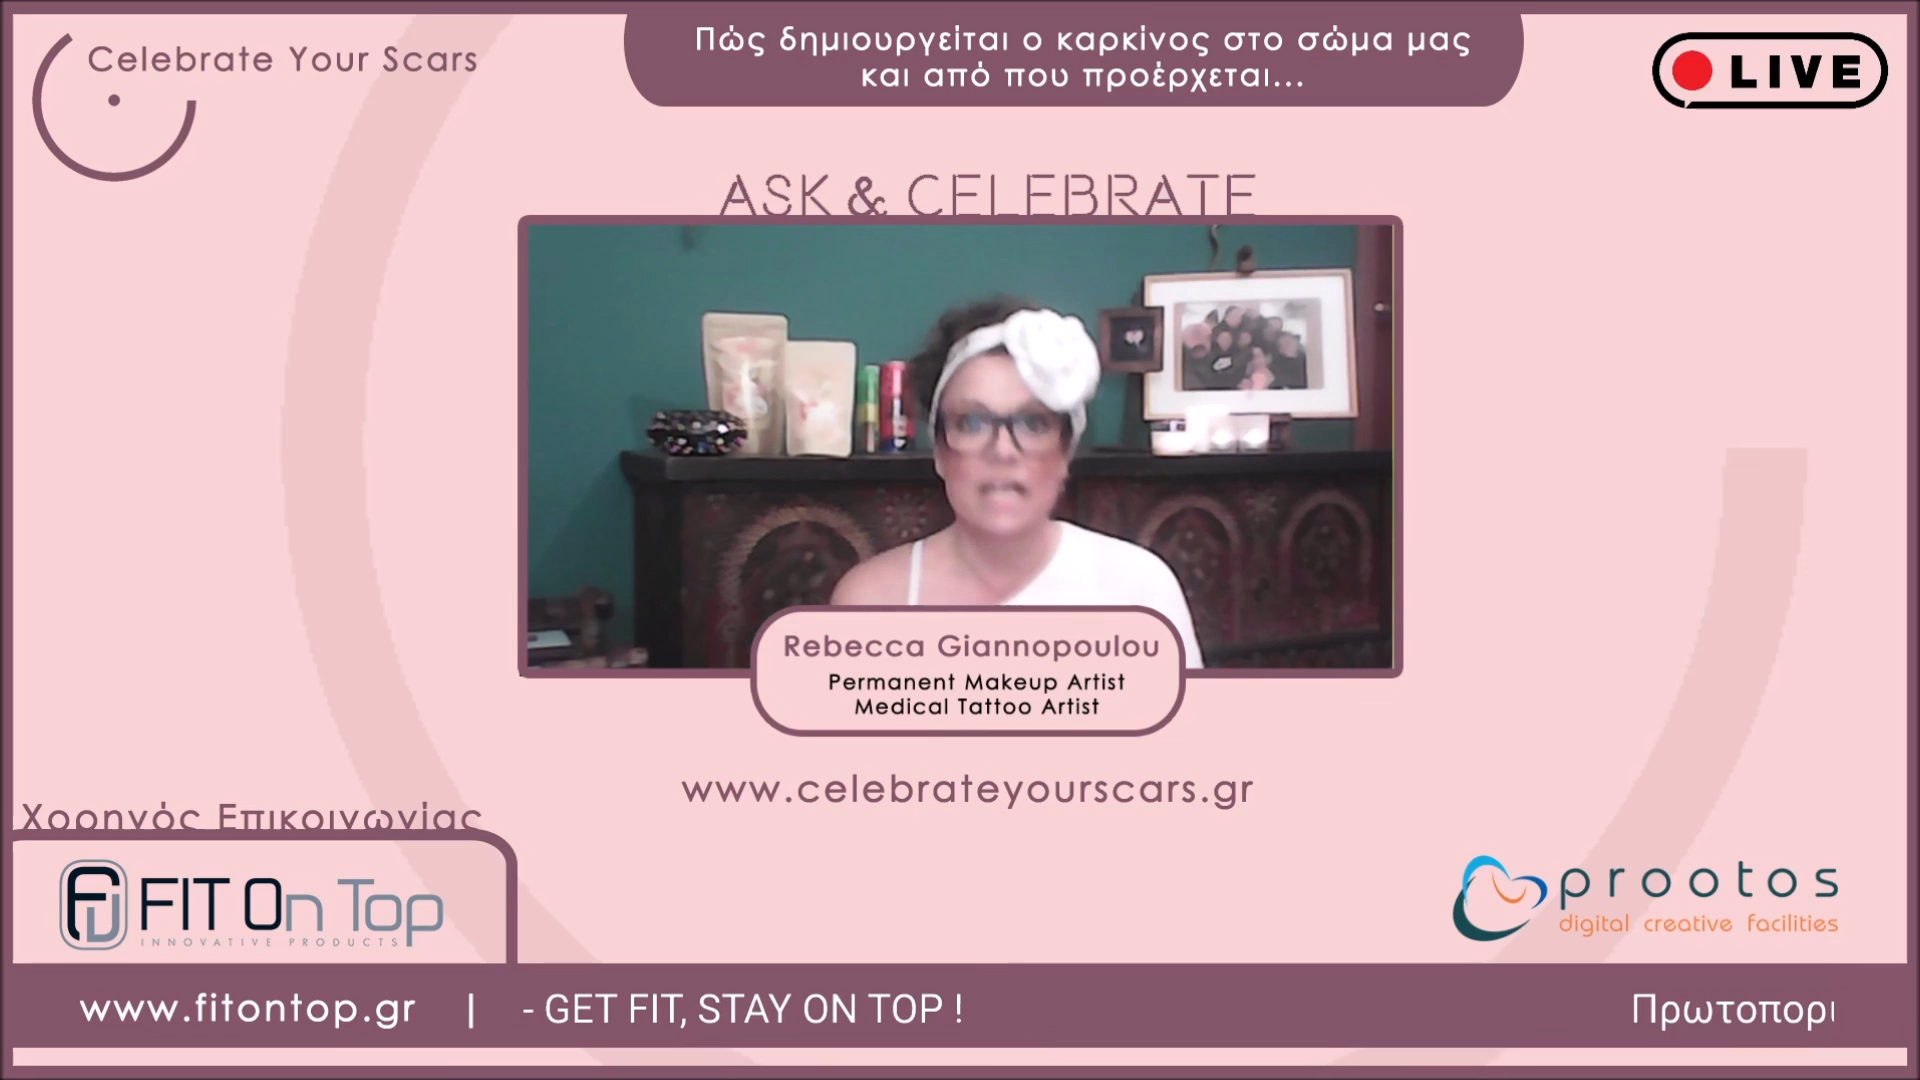 Celebrate Your Scars
Πώς δημιουργείται ο καρκίνος στο σώμα μας
και από που προέρχεται...
LIVE
ASK & CELEBRATE
Rebecca Giannopoulou
Permanent Makeup Artist
Medical Tattoo Artist
www.celebrateyourscars.gr
Χορηγός Επικοινωνίας
FIT On Top
INNOVATIVE PRODUCTS
prootos
digital creative facilities
www.fitontop.gr | - GET FIT, STAY ON TOP ! Πρωτοπορι